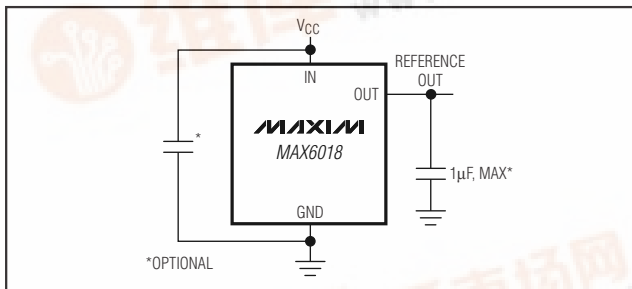 VCC
IN
REFERENCE
OUT
OUT
MAXIM
MAX6018
*
1µF, MAX*
GND
*OPTIONAL